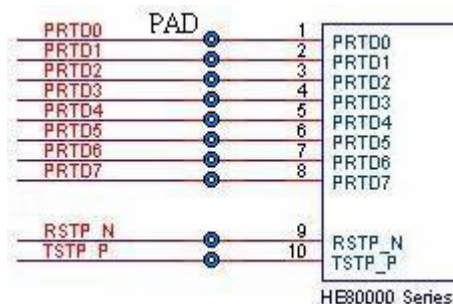 PAD
PRTD0 1 PRTD0
PRTD1 2 PRTD1
PRTD2 3 PRTD2
PRTD3 4 PRTD3
PRTD4 5 PRTD4
PRTD5 6 PRTD5
PRTD6 7 PRTD6
PRTD7 8 PRTD7
RSTP_N 9 RSTP_N
TSTP_P 10 TSTP_P
HE80000 Series